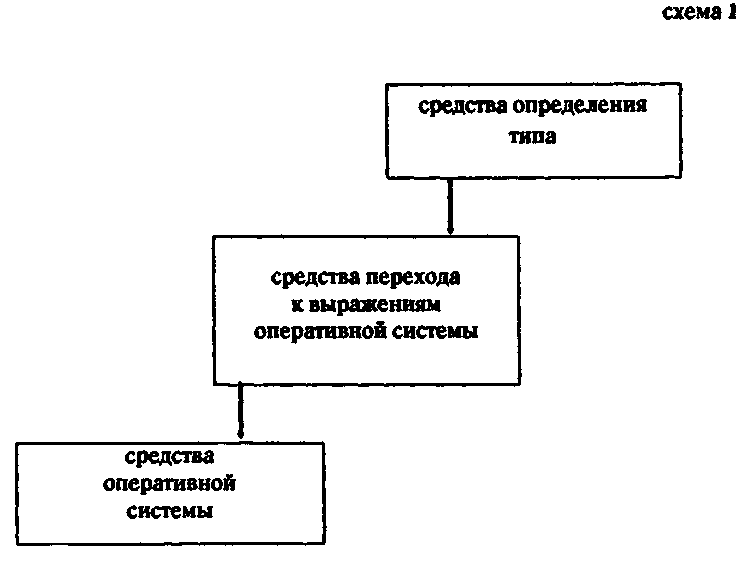 схема 1
средства определения
типа
средства перехода
к выражениям
оперативной системы
средства
оперативной
системы